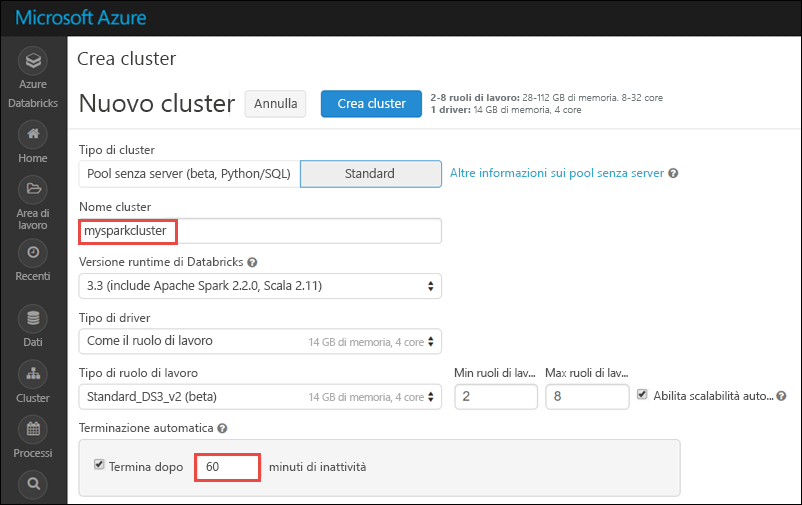 Microsoft Azure
Azure
Databricks
Home
Area di
lavoro
Recenti
Dati
Cluster
Processi
Crea cluster
Nuovo cluster
Annulla
Crea cluster
2-8 ruoli di lavoro: 28-112 GB di memoria. 8-32 core
1 driver: 14 GB di memoria, 4 core
Tipo di cluster
Pool senza server (beta, Python/SQL)
Standard
Altre informazioni sui pool senza server ?
Nome cluster
mysparkcluster
Versione runtime di Databricks ?
3.3 (include Apache Spark 2.2.0, Scala 2.11)
Tipo di driver
Come il ruolo di lavoro 14 GB di memoria, 4 core
Tipo di ruolo di lavoro
Min ruoli di lav...
Max ruoli di lav...
Standard_DS3_v2 (beta) 14 GB di memoria, 4 core
2
8
Abilita scalabilità auto... ?
Terminazione automatica ?
Termina dopo 60 minuti di inattività